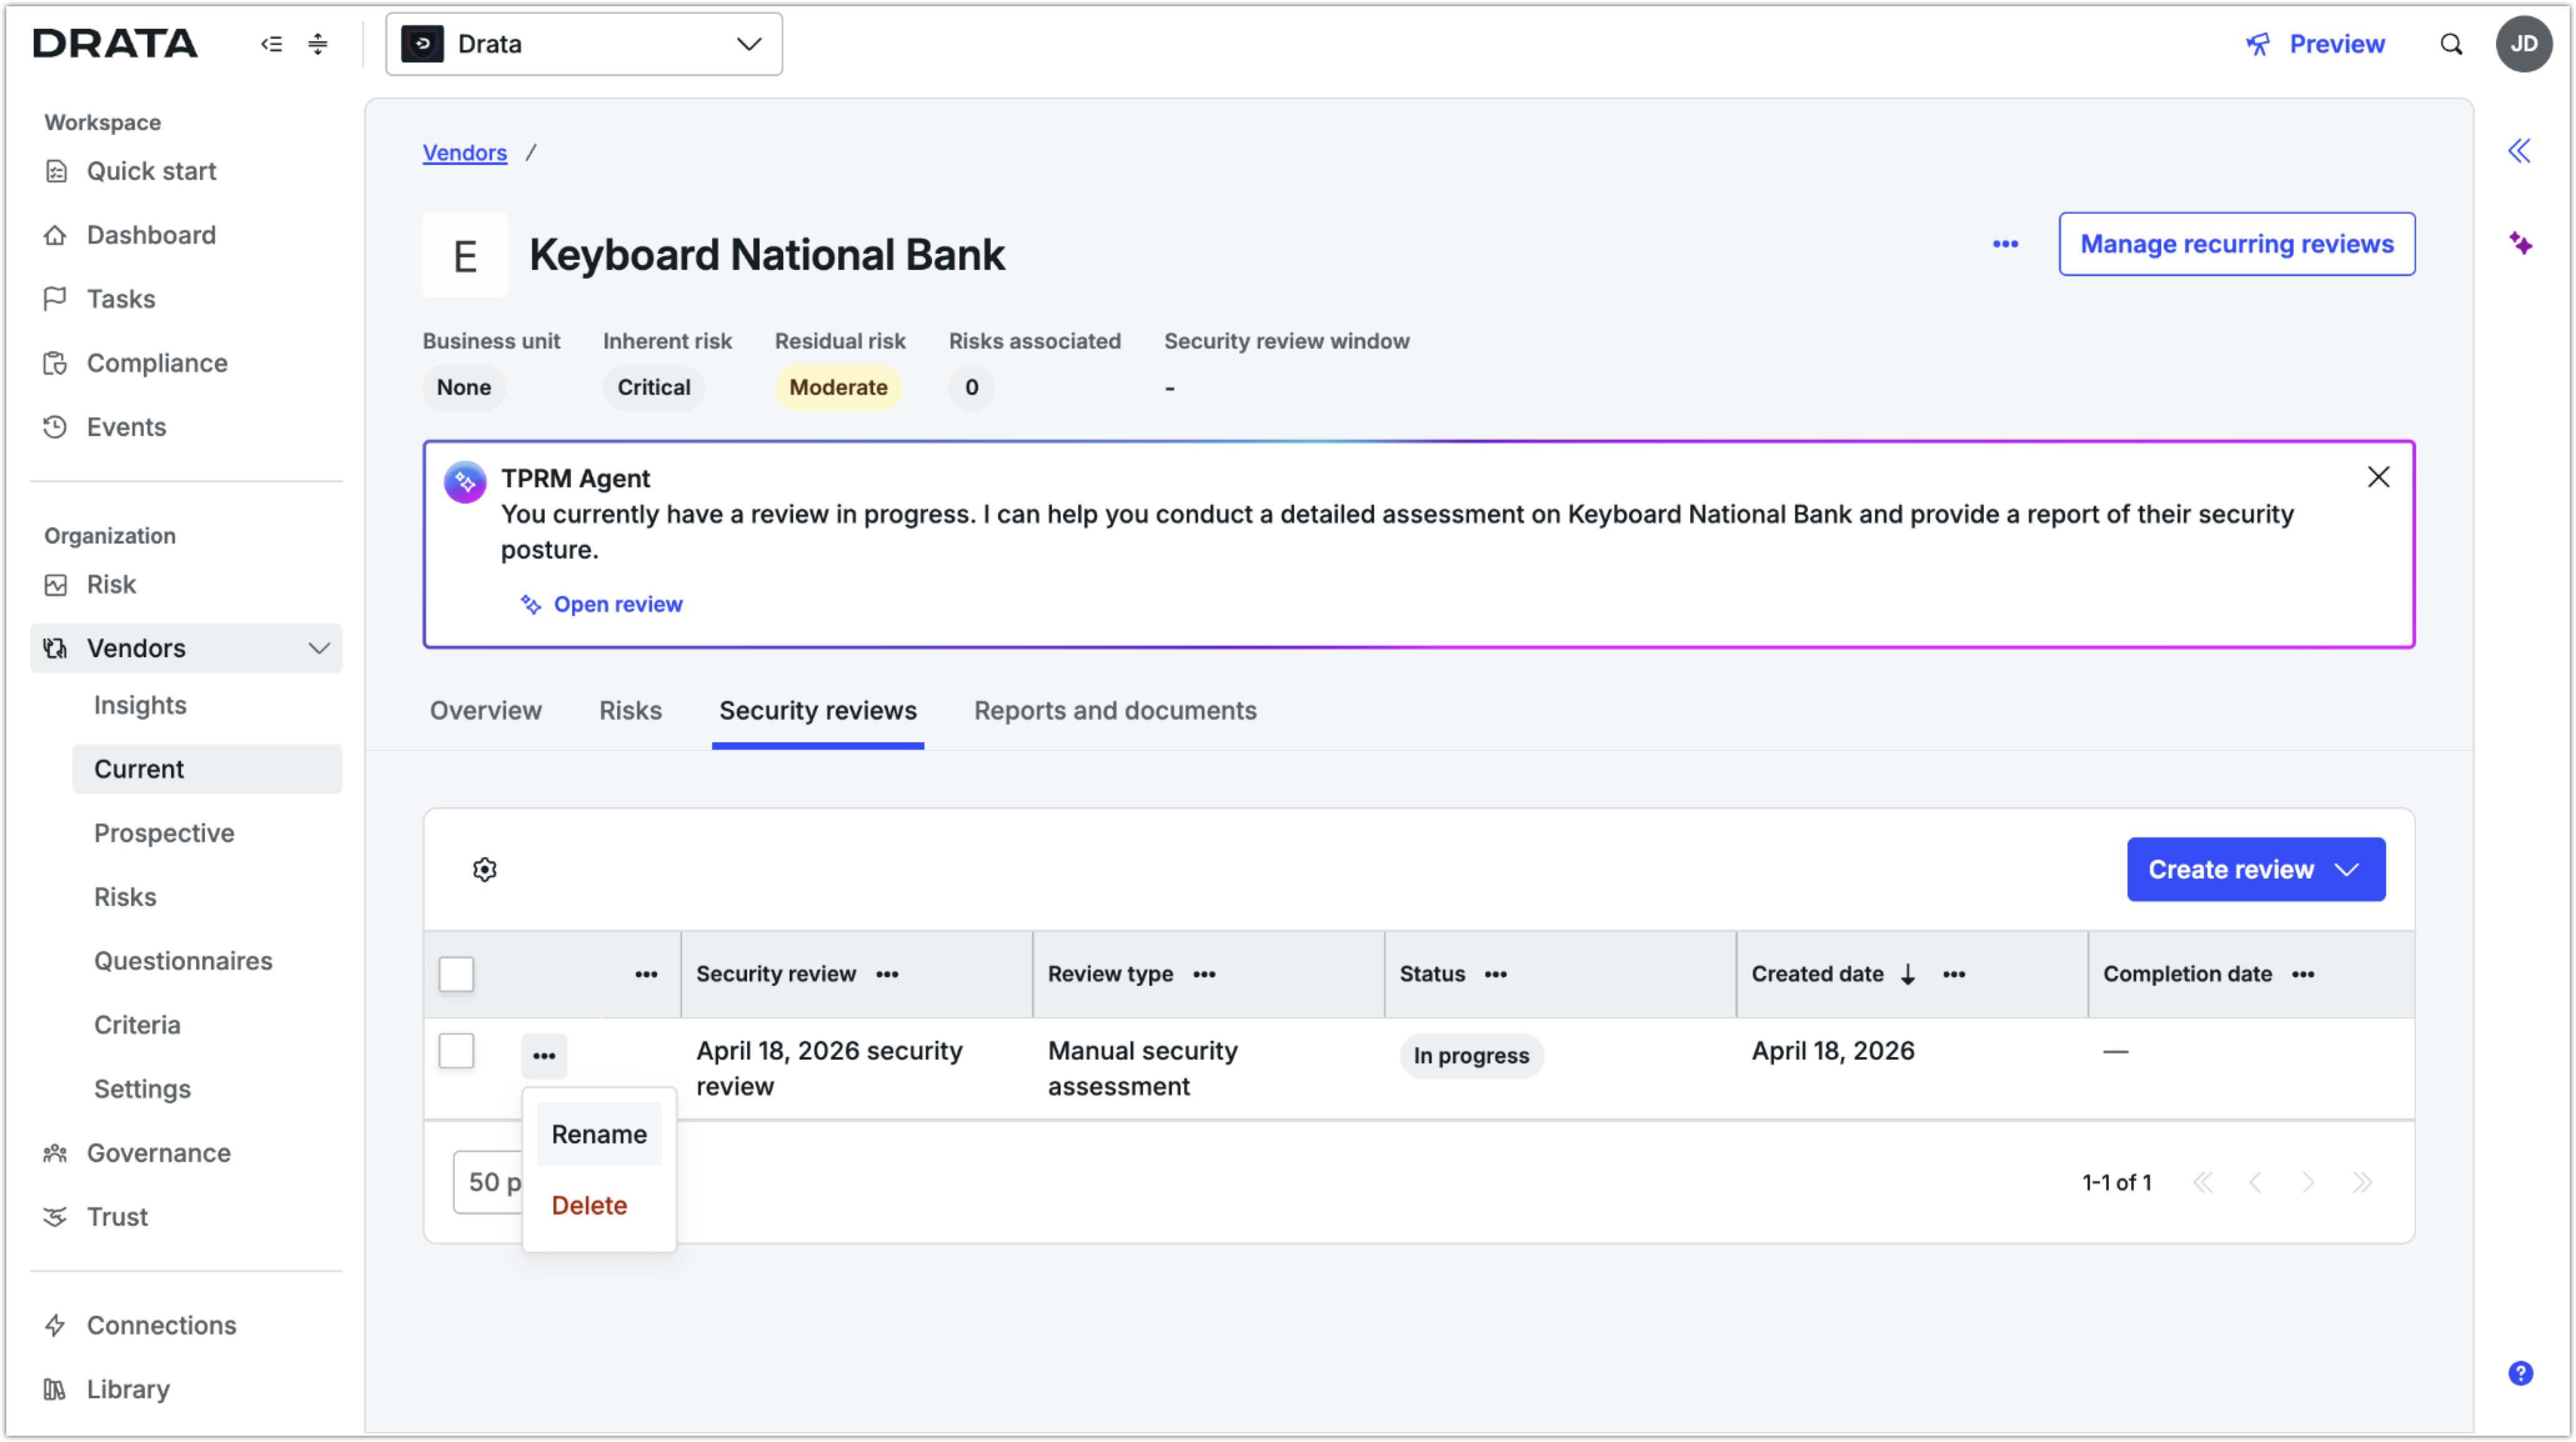 DRATA
Drata
Preview
JD
Workspace
Quick start
Dashboard
Tasks
Compliance
Events
Organization
Risk
Vendors
Insights
Current
Prospective
Risks
Questionnaires
Criteria
Settings
Governance
Trust
Connections
Library
Vendors /
E
Keyboard National Bank
Manage recurring reviews
Business unit
None
Inherent risk
Critical
Residual risk
Moderate
Risks associated
0
Security review window
-
TPRM Agent
You currently have a review in progress. I can help you conduct a detailed assessment on Keyboard National Bank and provide a report of their security
posture.
Open review
Overview
Risks
Security reviews
Reports and documents
Create review
Security review
Review type
Status
Created date
Completion date
April 18, 2026 security
review
Manual security
assessment
In progress
April 18, 2026
—
Rename
Delete
50 p
1-1 of 1
?